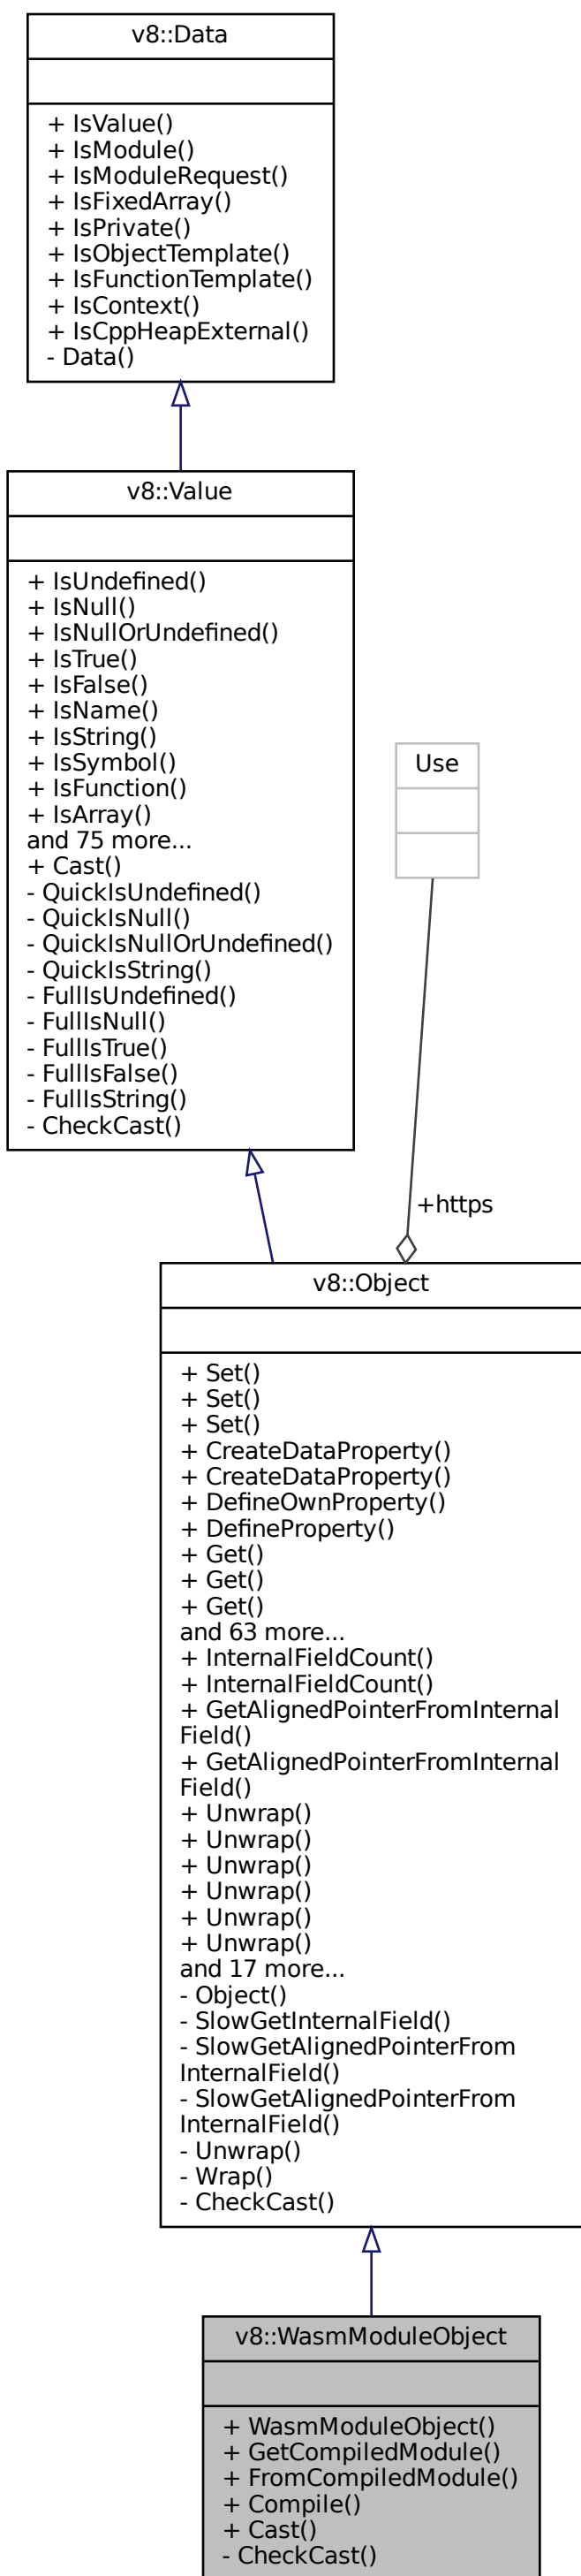 v8::Data
+ IsValue()
+ IsModule()
+ IsModuleRequest()
+ IsFixedArray()
+ IsPrivate()
+ IsObjectTemplate()
+ IsFunctionTemplate()
+ IsContext()
+ IsCppHeapExternal()
- Data()
v8::Value
+ IsUndefined()
+ IsNull()
+ IsNullOrUndefined()
+ IsTrue()
+ IsFalse()
+ IsName()
+ IsString()
+ IsSymbol()
+ IsFunction()
+ IsArray()
and 75 more...
+ Cast()
- QuickIsUndefined()
- QuickIsNull()
- QuickIsNullOrUndefined()
- QuickIsString()
- FullIsUndefined()
- FullIsNull()
- FullIsTrue()
- FullIsFalse()
- FullIsString()
- CheckCast()
Use
+https
v8::Object
+ Set()
+ Set()
+ Set()
+ CreateDataProperty()
+ CreateDataProperty()
+ DefineOwnProperty()
+ DefineProperty()
+ Get()
+ Get()
+ Get()
and 63 more...
+ InternalFieldCount()
+ InternalFieldCount()
+ GetAlignedPointerFromInternal
Field()
+ GetAlignedPointerFromInternal
Field()
+ Unwrap()
+ Unwrap()
+ Unwrap()
+ Unwrap()
+ Unwrap()
+ Unwrap()
and 17 more...
- Object()
- SlowGetInternalField()
- SlowGetAlignedPointerFrom
InternalField()
- SlowGetAlignedPointerFrom
InternalField()
- Unwrap()
- Wrap()
- CheckCast()
v8::WasmModuleObject
+ WasmModuleObject()
+ GetCompiledModule()
+ FromCompiledModule()
+ Compile()
+ Cast()
- CheckCast()